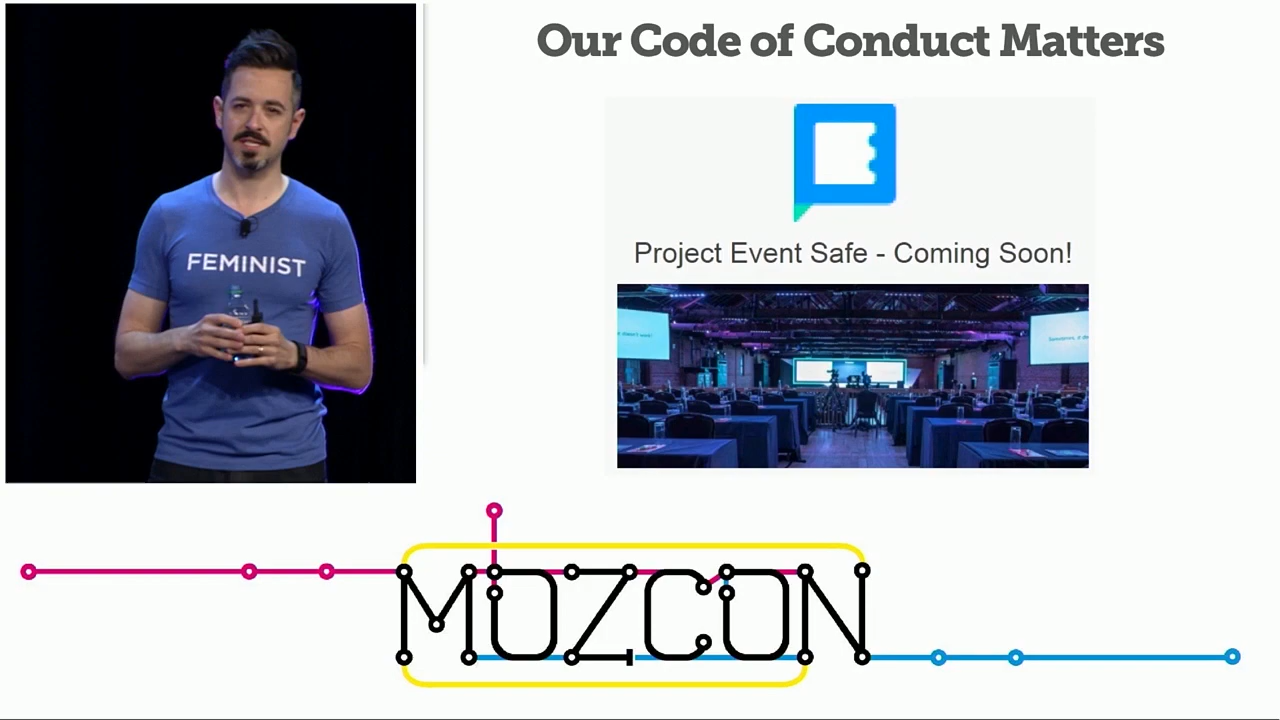 Our Code of Conduct Matters
FEMINIST
Project Event Safe - Coming Soon!
MOZCON